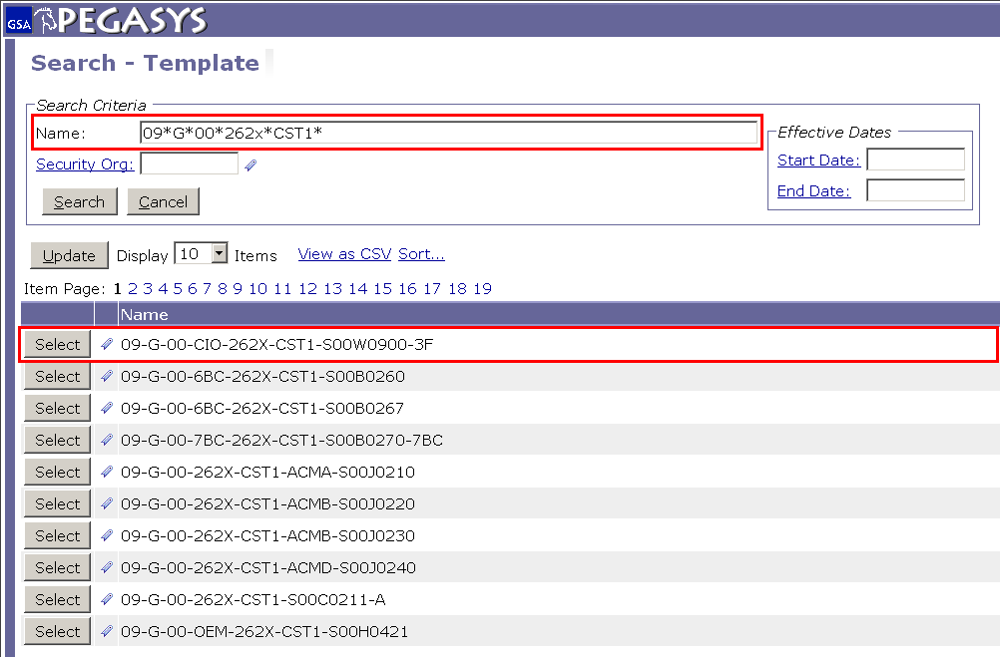 GSA PEGASYS
Search - Template
Search Criteria
Name: 09*G*00*262x*CST1*
Effective Dates
Security Org:
Start Date:
End Date:
Search Cancel
Update Display 10 Items View as CSV Sort...
Item Page: 1 2 3 4 5 6 7 8 9 10 11 12 13 14 15 16 17 18 19
Name
Select 09-G-00-CIO-262X-CST1-S00W0900-3F
Select 09-G-00-6BC-262X-CST1-S00B0260
Select 09-G-00-6BC-262X-CST1-S00B0267
Select 09-G-00-7BC-262X-CST1-S00B0270-7BC
Select 09-G-00-262X-CST1-ACMA-S00J0210
Select 09-G-00-262X-CST1-ACMB-S00J0220
Select 09-G-00-262X-CST1-ACMB-S00J0230
Select 09-G-00-262X-CST1-ACMD-S00J0240
Select 09-G-00-262X-CST1-S00C0211-A
Select 09-G-00-OEM-262X-CST1-S00H0421